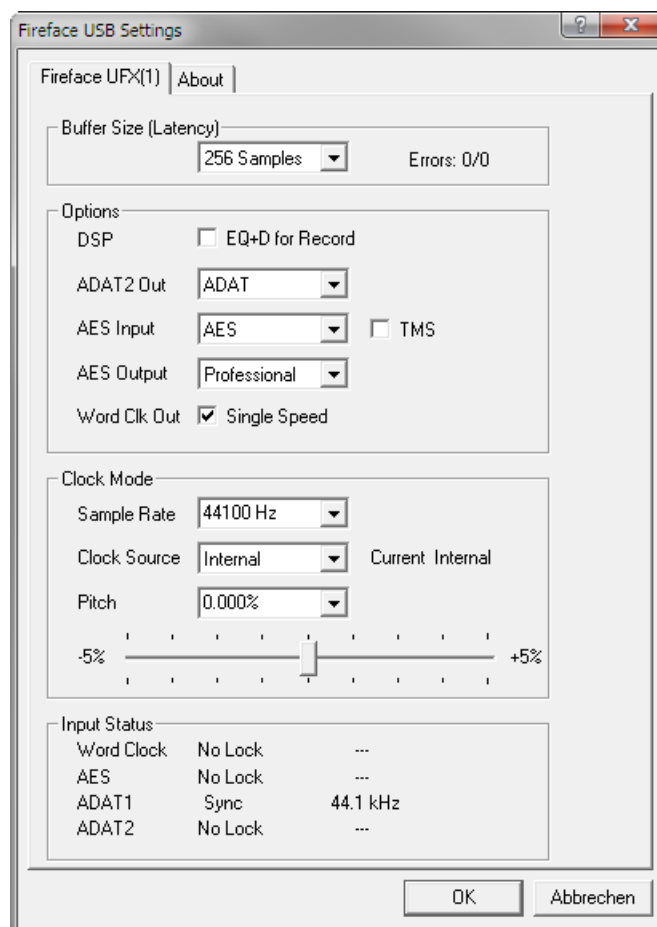 Fireface USB Settings
Fireface UFX(1) About
Buffer Size (Latency)
256 Samples Errors: 0/0
Options
DSP EQ+D for Record
ADAT2 Out ADAT
AES Input AES TMS
AES Output Professional
Word Clk Out Single Speed
Clock Mode
Sample Rate 44100 Hz
Clock Source Internal Current Internal
Pitch 0.000%
-5% +5%
Input Status
Word Clock No Lock ---
AES No Lock ---
ADAT1 Sync 44.1 kHz
ADAT2 No Lock ---
OK Abbrechen